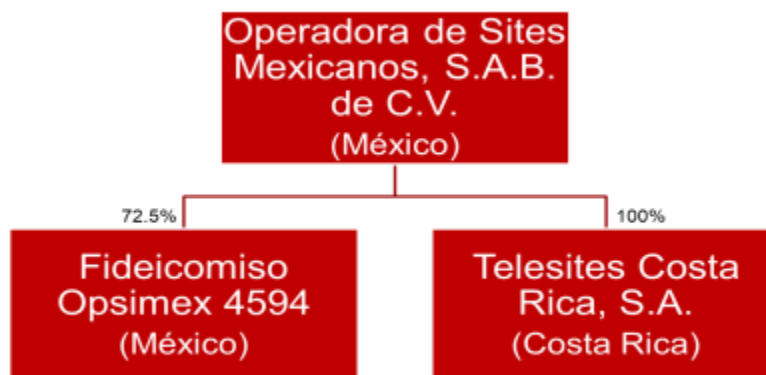 Operadora de Sites
Mexicanos, S.A.B.
de C.V.
(México)
72.5%
100%
Fideicomiso
Opsimex 4594
(México)
Telesites Costa
Rica, S.A.
(Costa Rica)